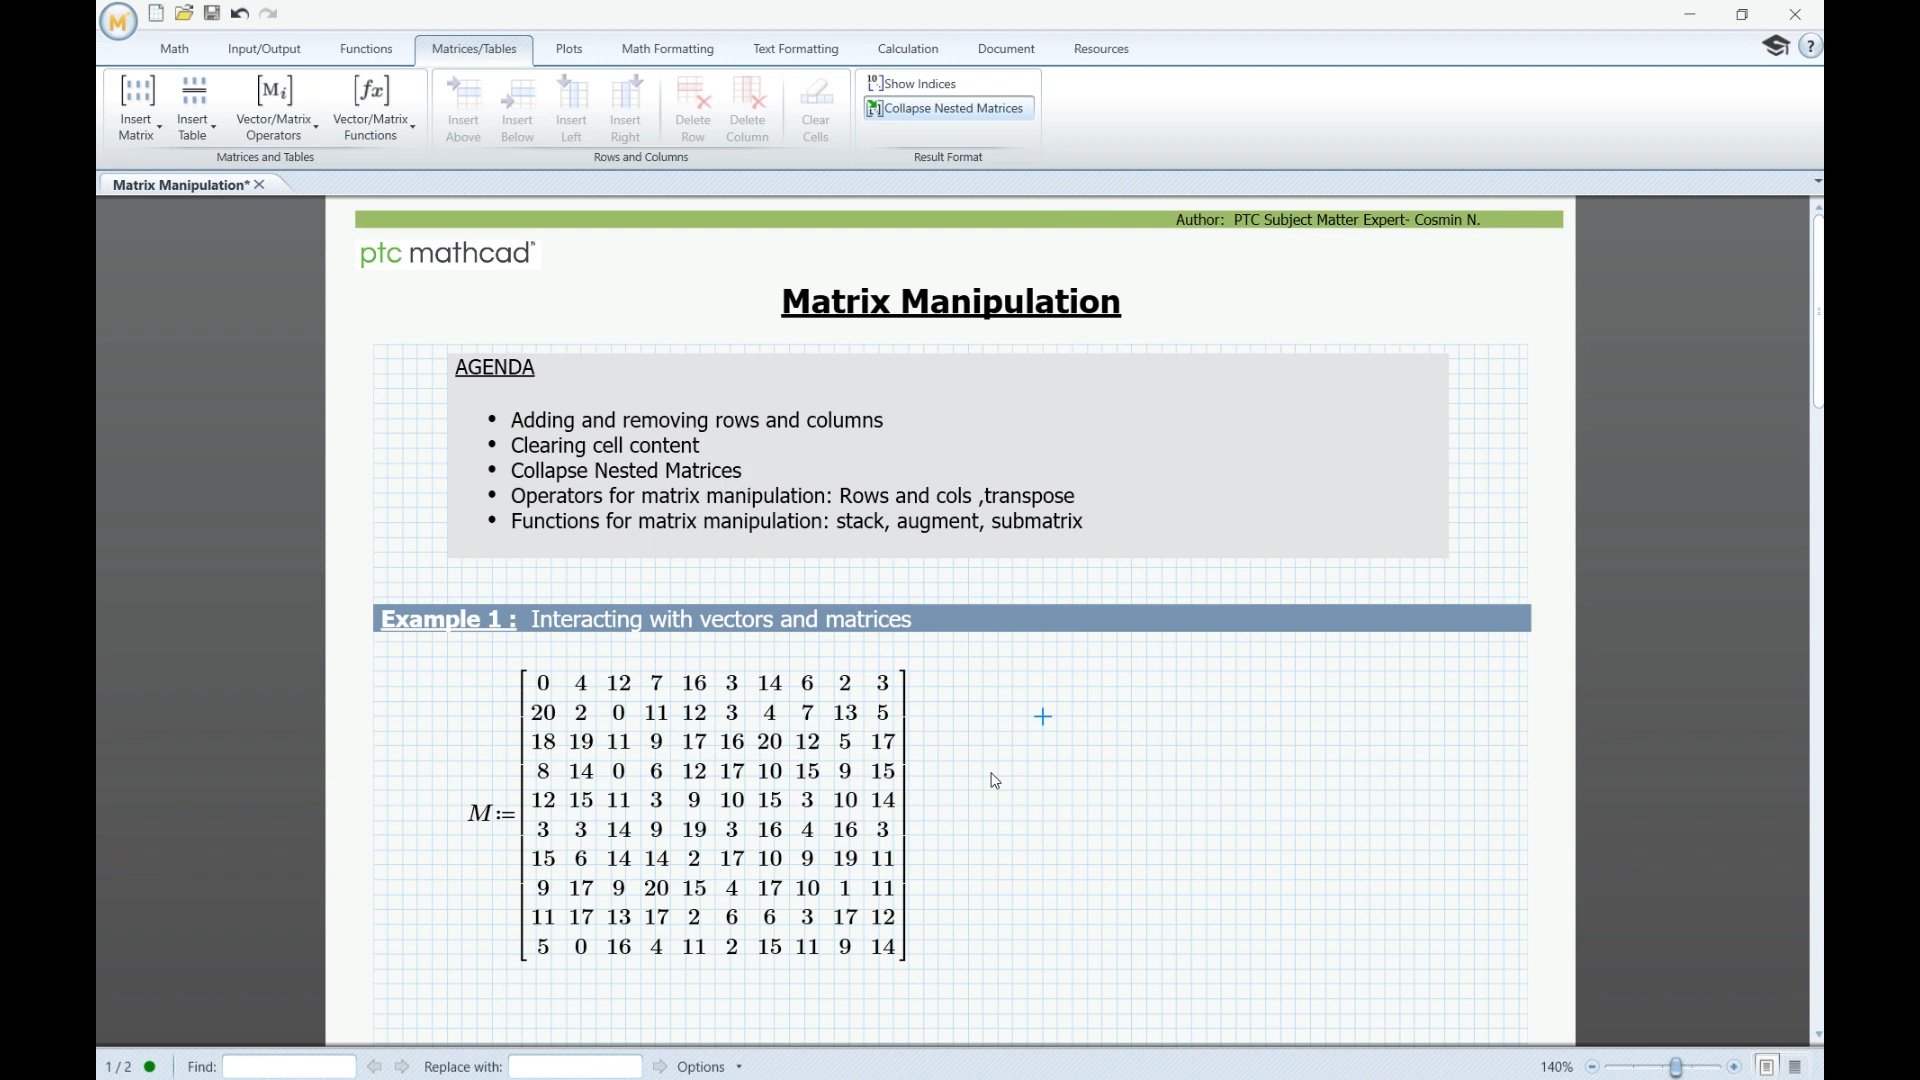 M
Math Input/Output Functions Matrices/Tables Plots Math Formatting Text Formatting Calculation Document Resources ?
[M_i] [fx] 10 Show Indices
Collapse Nested Matrices
Insert Matrix Insert Table Vector/Matrix Operators Vector/Matrix Functions Insert Above Insert Below Insert Left Insert Right Delete Row Delete Column Clear Cells
Matrices and Tables Rows and Columns Result Format
Matrix Manipulation*
Author: PTC Subject Matter Expert- Cosmin N.
ptc mathcad®
Matrix Manipulation
AGENDA
• Adding and removing rows and columns
• Clearing cell content
• Collapse Nested Matrices
• Operators for matrix manipulation: Rows and cols ,transpose
• Functions for matrix manipulation: stack, augment, submatrix
Example 1 : Interacting with vectors and matrices
M:=
0 4 12 7 16 3 14 6 2 3
20 2 0 11 12 3 4 7 13 5
18 19 11 9 17 16 20 12 5 17
8 14 0 6 12 17 10 15 9 15
12 15 11 3 9 10 15 3 10 14
3 3 14 9 19 3 16 4 16 3
15 6 14 14 2 17 10 9 19 11
9 17 9 20 15 4 17 10 1 11
11 17 13 17 2 6 6 3 17 12
5 0 16 4 11 2 15 11 9 14
1 / 2 Find: Replace with: Options 140%